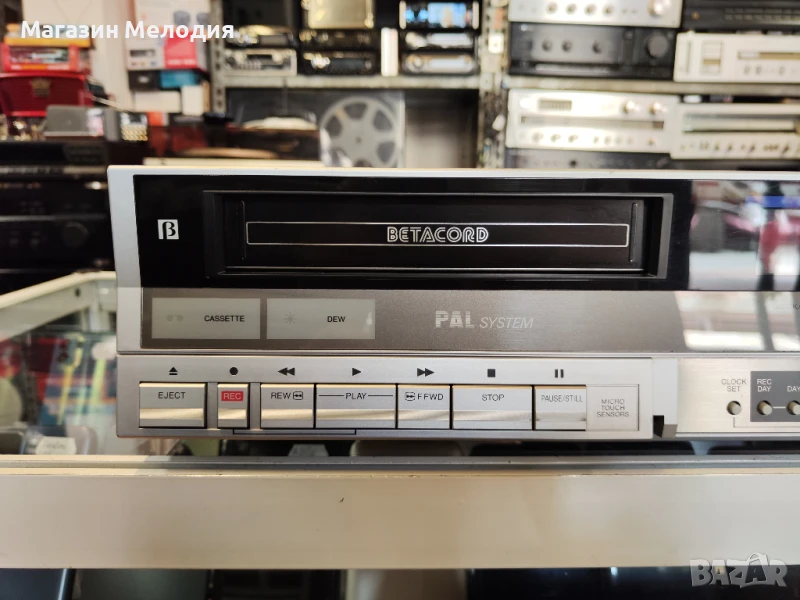 Магазин Мелодия
β
BETACORD
CASSETTE
DEW
PAL SYSTEM
EJECT
REC
REW
PLAY
F FWD
STOP
PAUSE/STILL
MICRO
TOUCH
SENSORS
CLOCK
SET
REC
DAY
BAZAR